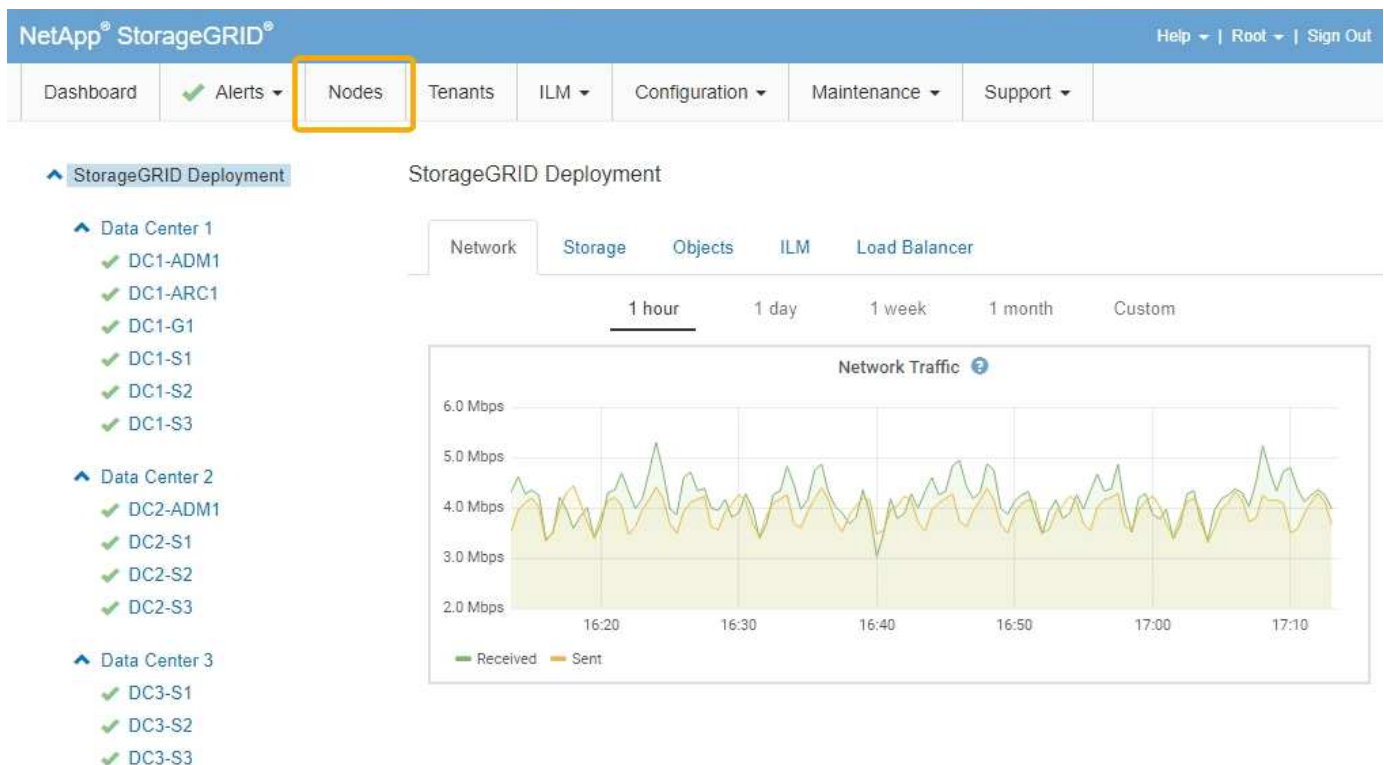 NetApp® StorageGRID®
Help | Root | Sign Out
Dashboard Alerts Nodes Tenants ILM Configuration Maintenance Support
StorageGRID Deployment
Data Center 1
DC1-ADM1
DC1-ARC1
DC1-G1
DC1-S1
DC1-S2
DC1-S3
Data Center 2
DC2-ADM1
DC2-S1
DC2-S2
DC2-S3
Data Center 3
DC3-S1
DC3-S2
DC3-S3
StorageGRID Deployment
Network Storage Objects ILM Load Balancer
1 hour 1 day 1 week 1 month Custom
Network Traffic ?
6.0 Mbps
5.0 Mbps
4.0 Mbps
3.0 Mbps
2.0 Mbps
16:20 16:30 16:40 16:50 17:00 17:10
Received Sent